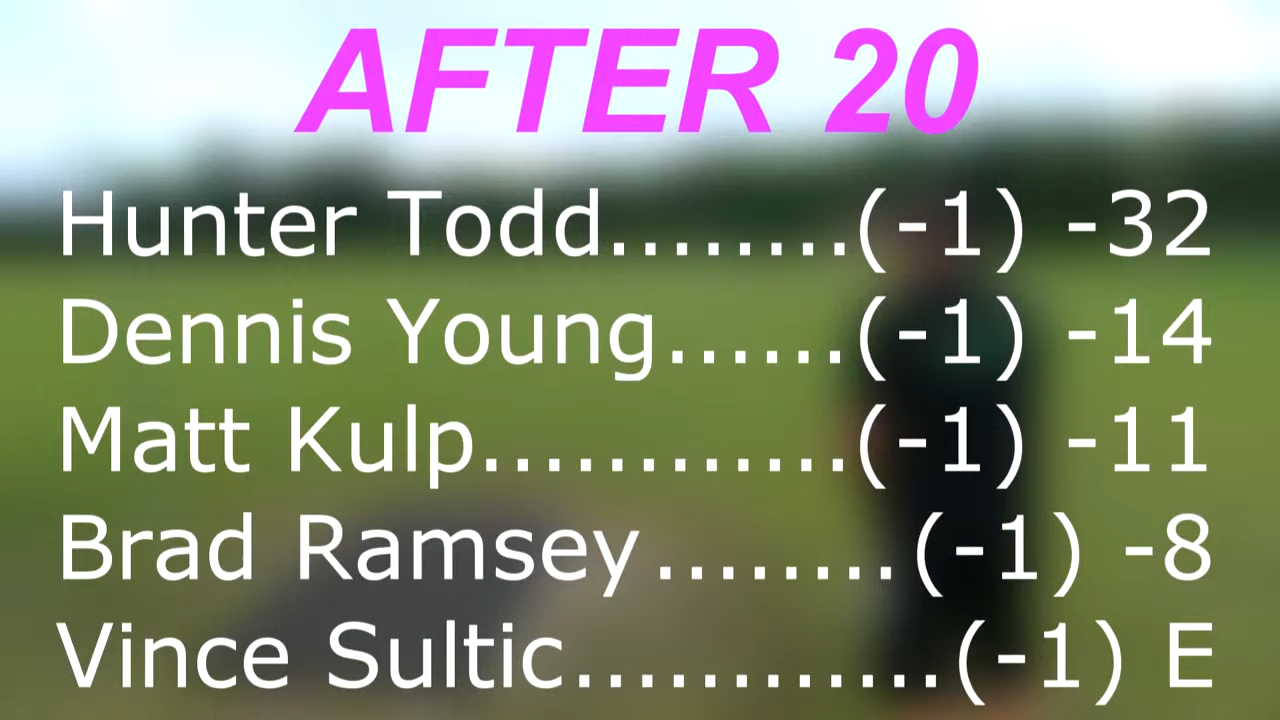 AFTER 20
Hunter Todd........(-1) -32
Dennis Young......(-1) -14
Matt Kulp.............(-1) -11
Brad Ramsey ........(-1) -8
Vince Sultic.............(-1) E